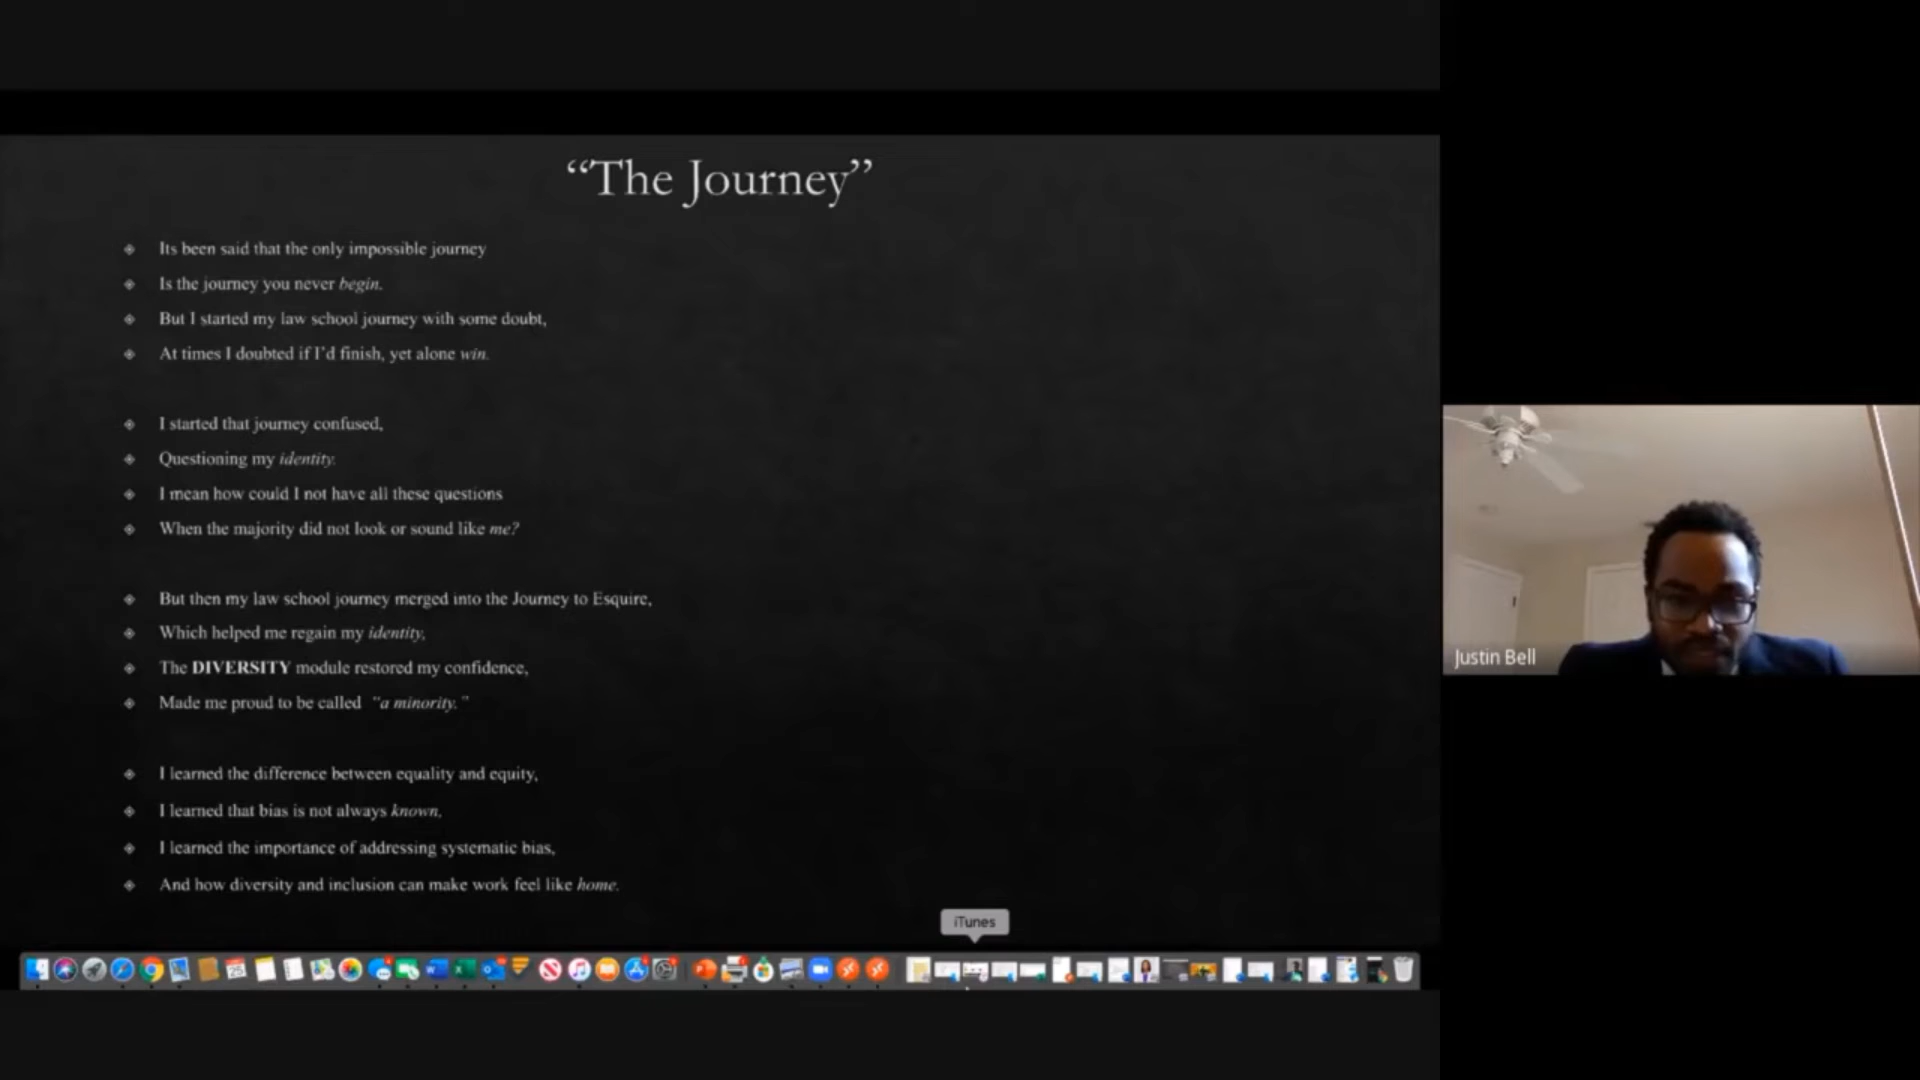 “The Journey”
Its been said that the only impossible journey
Is the journey you never begin.
But I started my law school journey with some doubt,
At times I doubted if I'd finish, yet alone win.
I started that journey confused,
Questioning my identity.
I mean how could I not have all these questions
When the majority did not look or sound like me?
But then my law school journey merged into the Journey to Esquire,
Which helped me regain my identity,
The DIVERSITY module restored my confidence,
Made me proud to be called “a minority.”
I learned the difference between equality and equity,
I learned that bias is not always known,
I learned the importance of addressing systematic bias,
And how diversity and inclusion can make work feel like home.
iTunes
Justin Bell